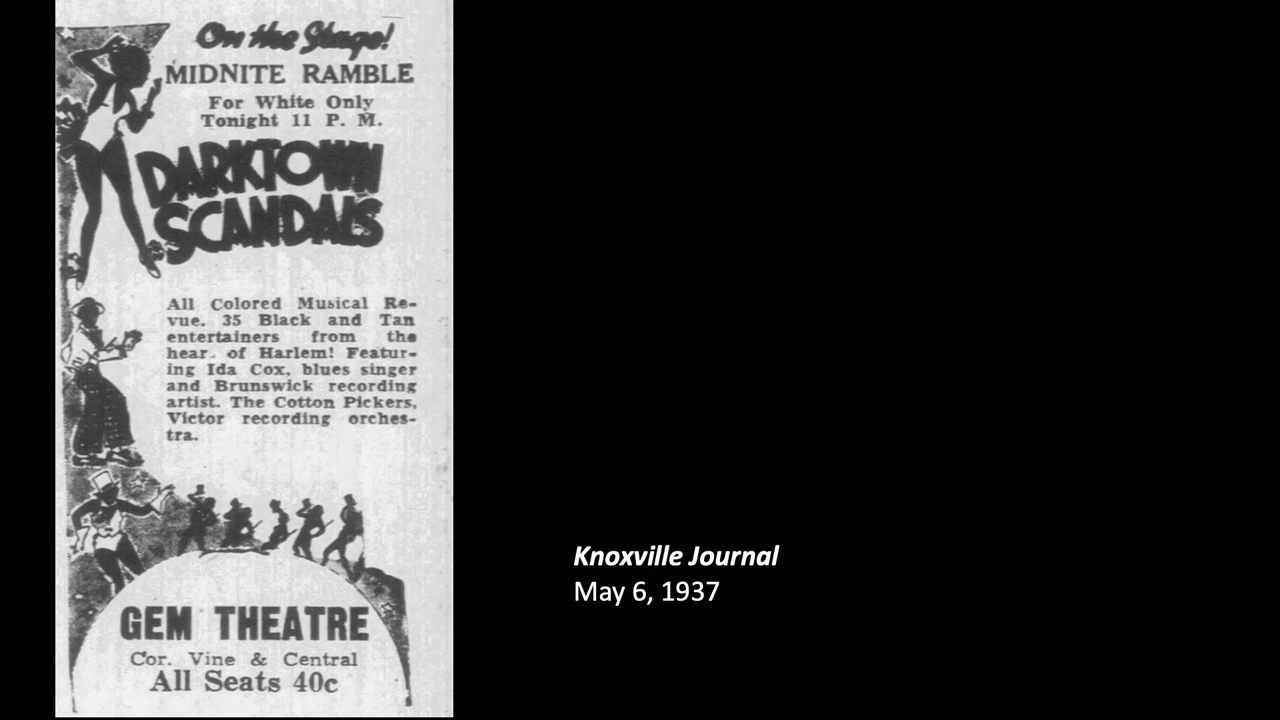 On the Stage!
MIDNITE RAMBLE
For White Only
Tonight 11 P. M.
DARKTOWN
SCANDALS
All Colored Musical Re-
vue. 35 Black and Tan
entertainers from the
hear of Harlem! Featur-
ing Ida Cox, blues singer
and Brunswick recording
artist. The Cotton Pickers,
Victor recording orches-
tra.
GEM THEATRE
Cor. Vine & Central
All Seats 40c
Knoxville Journal
May 6, 1937